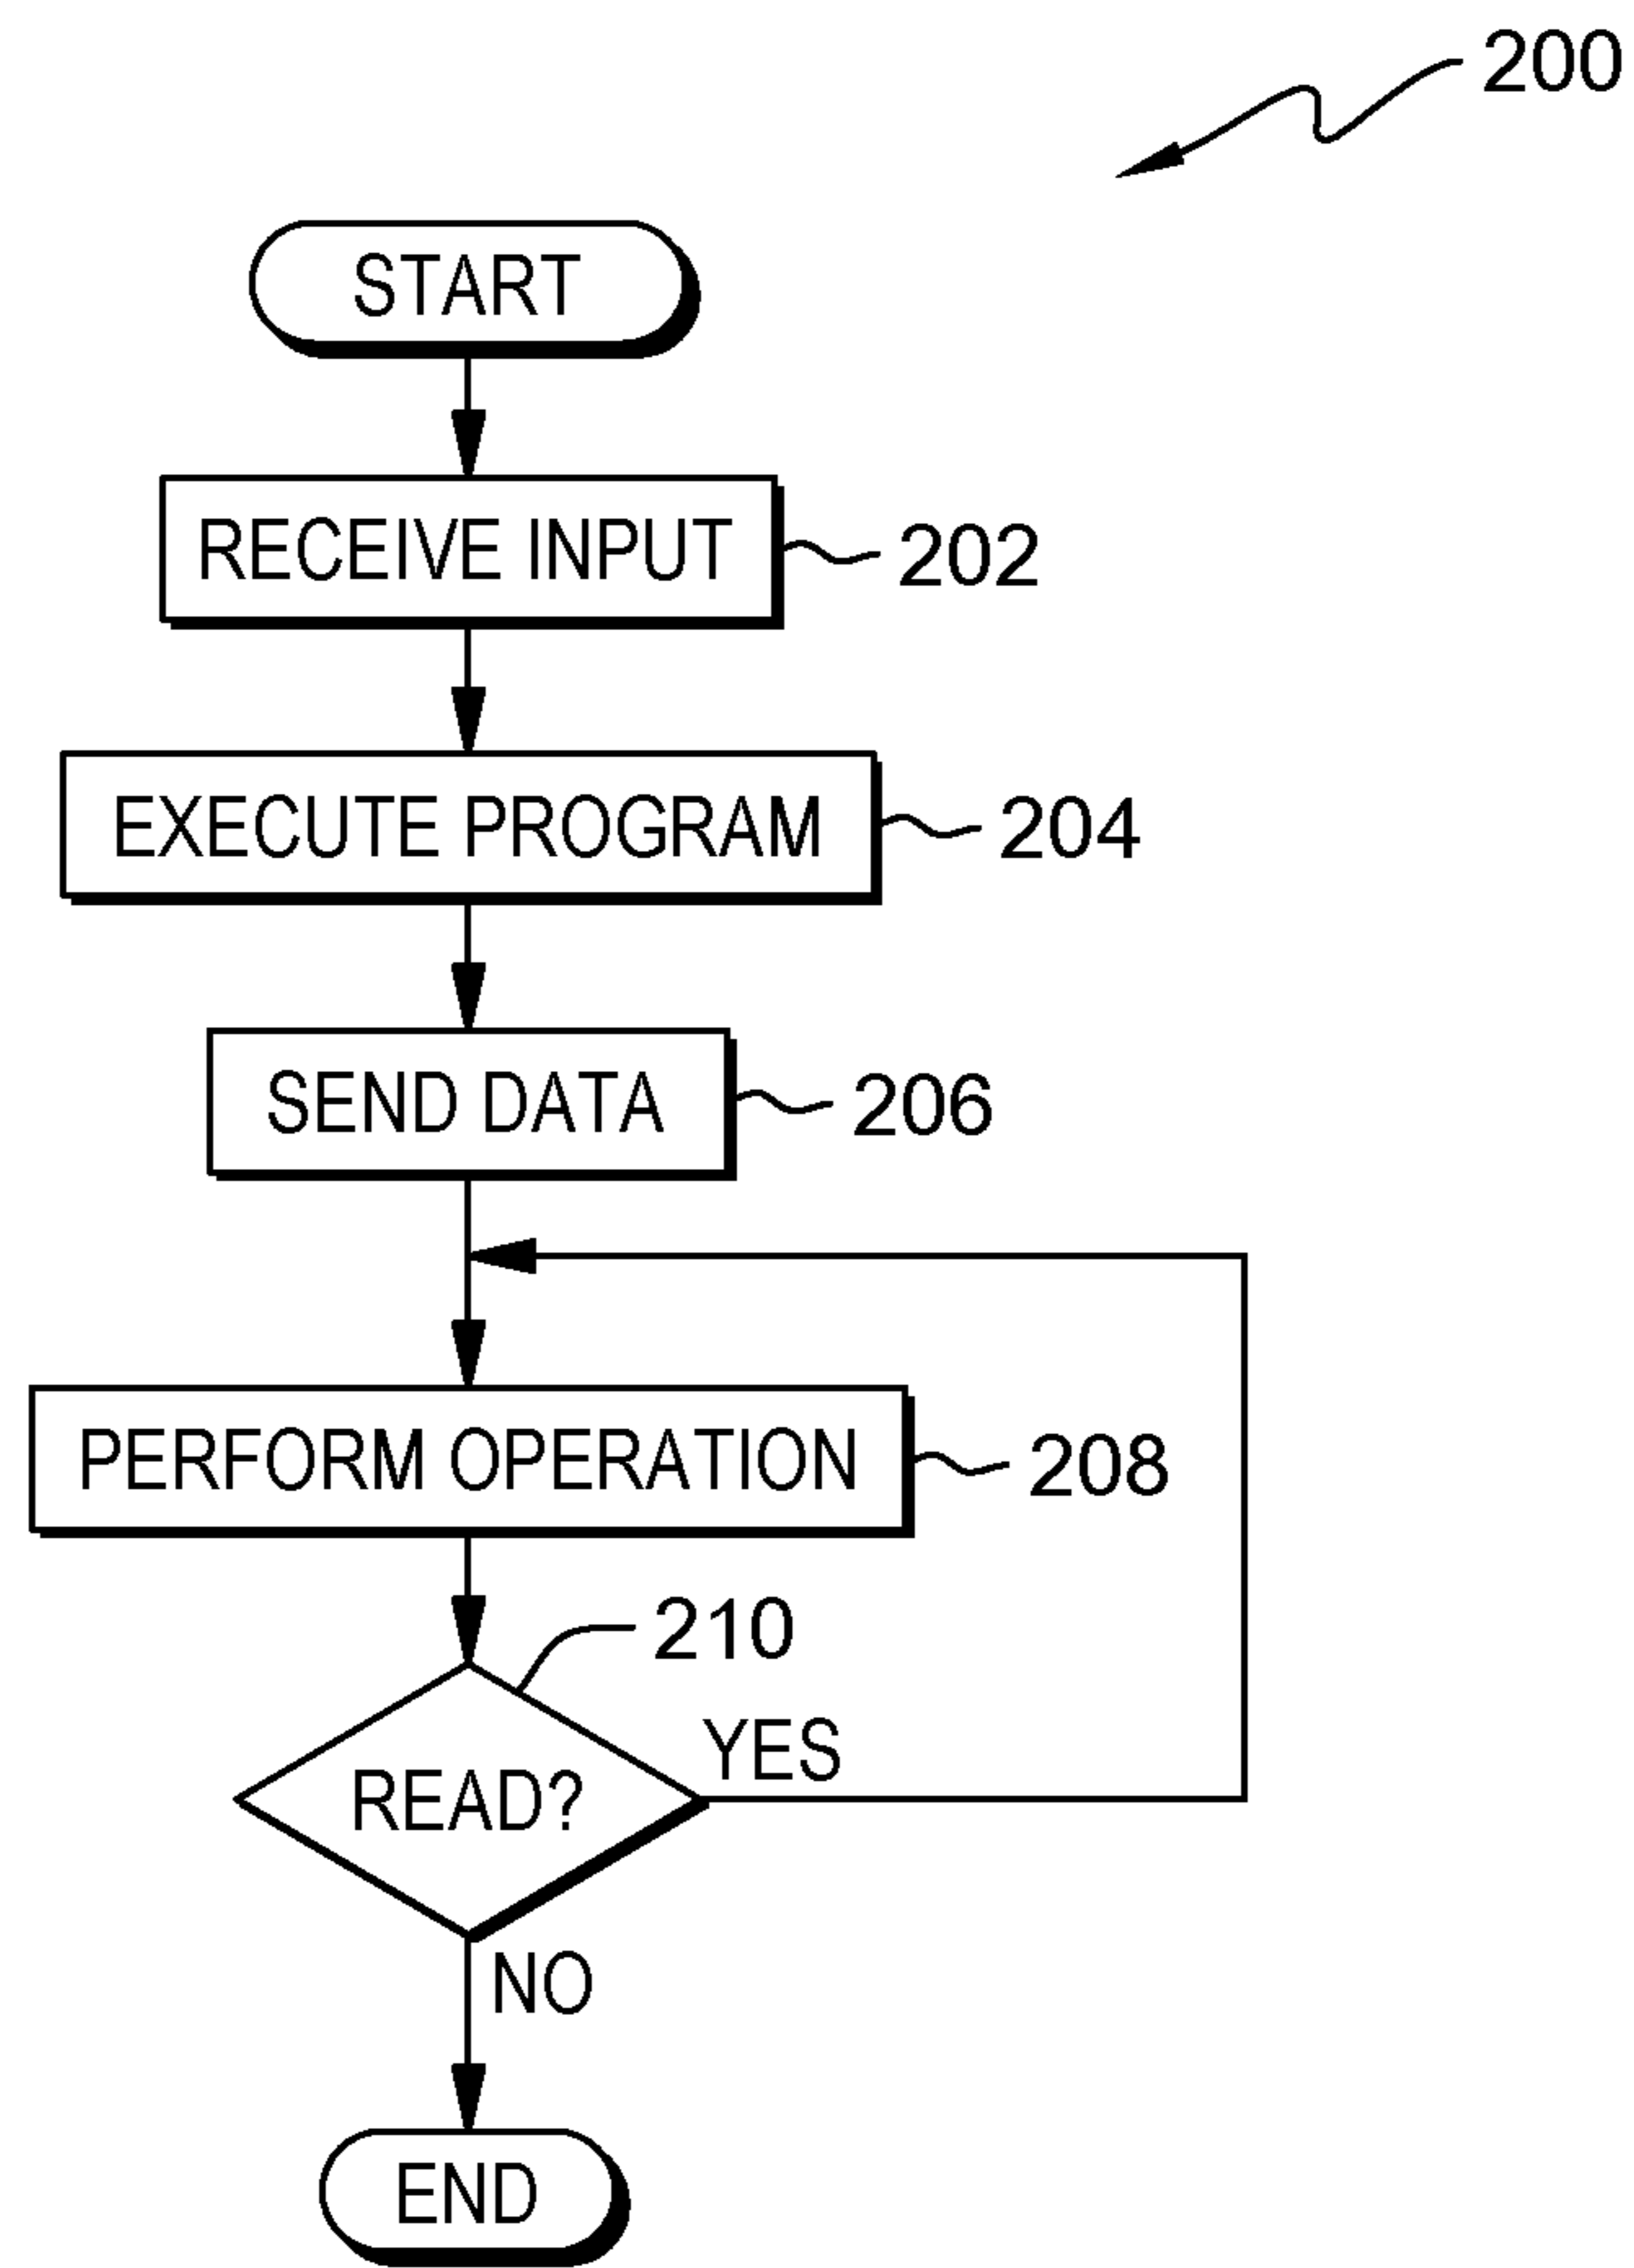 200
START
RECEIVE INPUT
202
EXECUTE PROGRAM
204
SEND DATA
206
PERFORM OPERATION
208
210
READ?
YES
NO
END